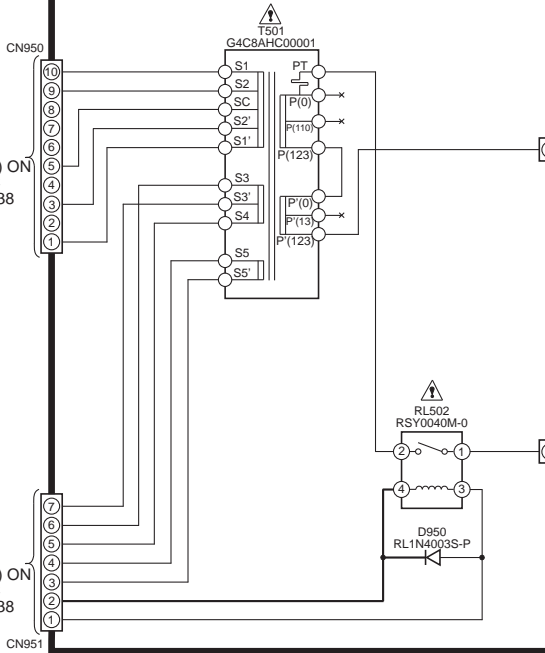 CN950
T501
G4C8AHC00001
10
9
8
7
6
5
4
3
2
1
) ON
38
S1
S2
SC
S2'
S1'
S3
S3'
S4
S5
S5'
PT
P(0)
P(110)
P(123)
P'(0)
P'(13)
P'(123)
RL502
RSY0040M-0
2
1
4
3
D950
RL1N4003S-P
7
6
5
4
3
2
1
) ON
38
CN951